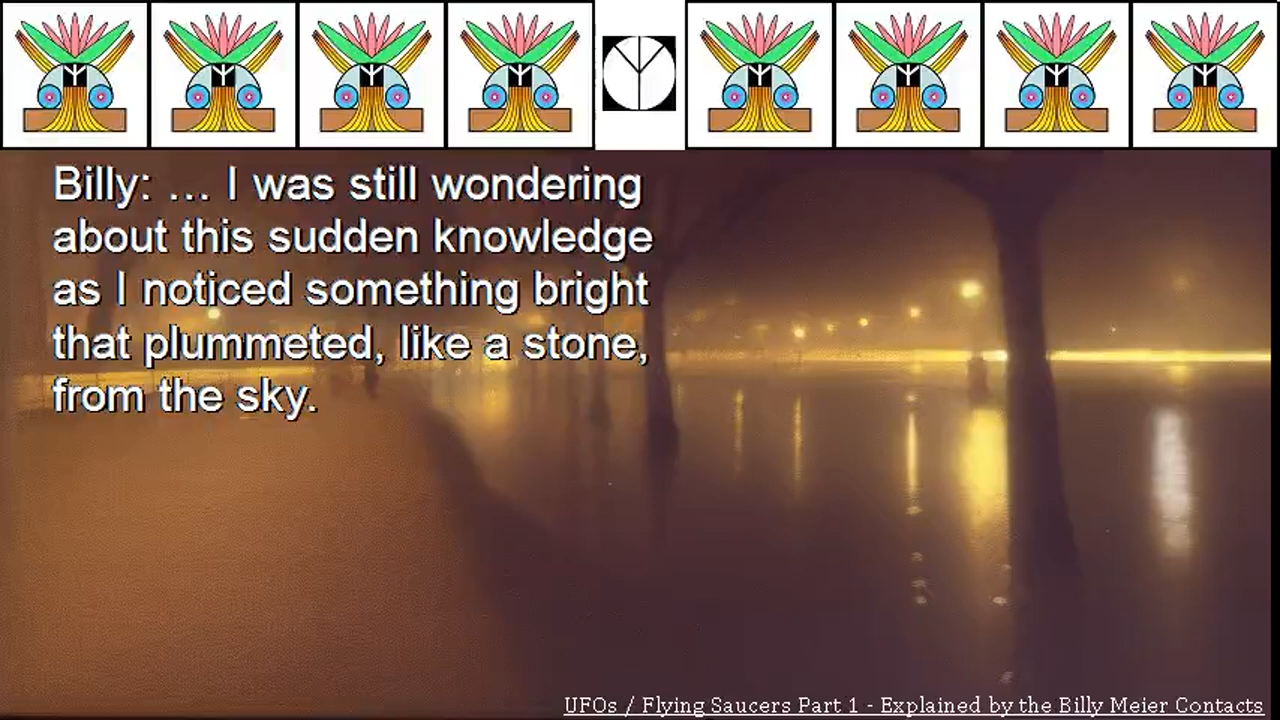 Billy: ... I was still wondering
about this sudden knowledge
as I noticed something bright
that plummeted, like a stone,
from the sky.
UFOs / Flying Saucers Part 1 - Explained by the Billy Meier Contacts